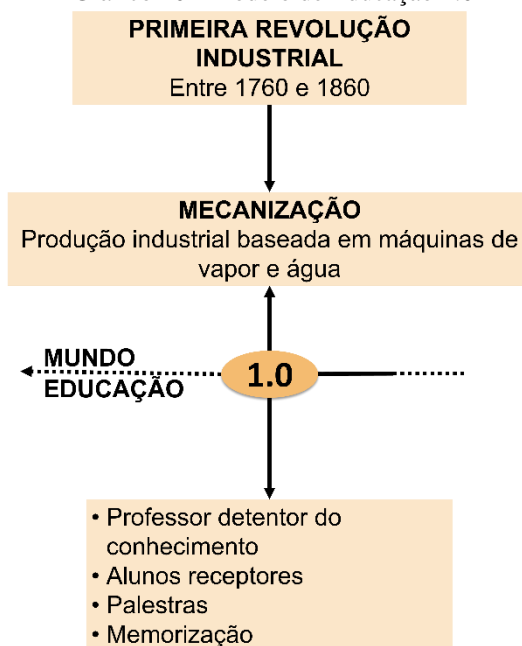 PRIMEIRA REVOLUÇÃO
INDUSTRIAL
Entre 1760 e 1860
MECANIZAÇÃO
Produção industrial baseada em máquinas de
vapor e água
MUNDO
EDUCAÇÃO
1.0
• Professor detentor do
conhecimento
• Alunos receptores
• Palestras
• Memorização